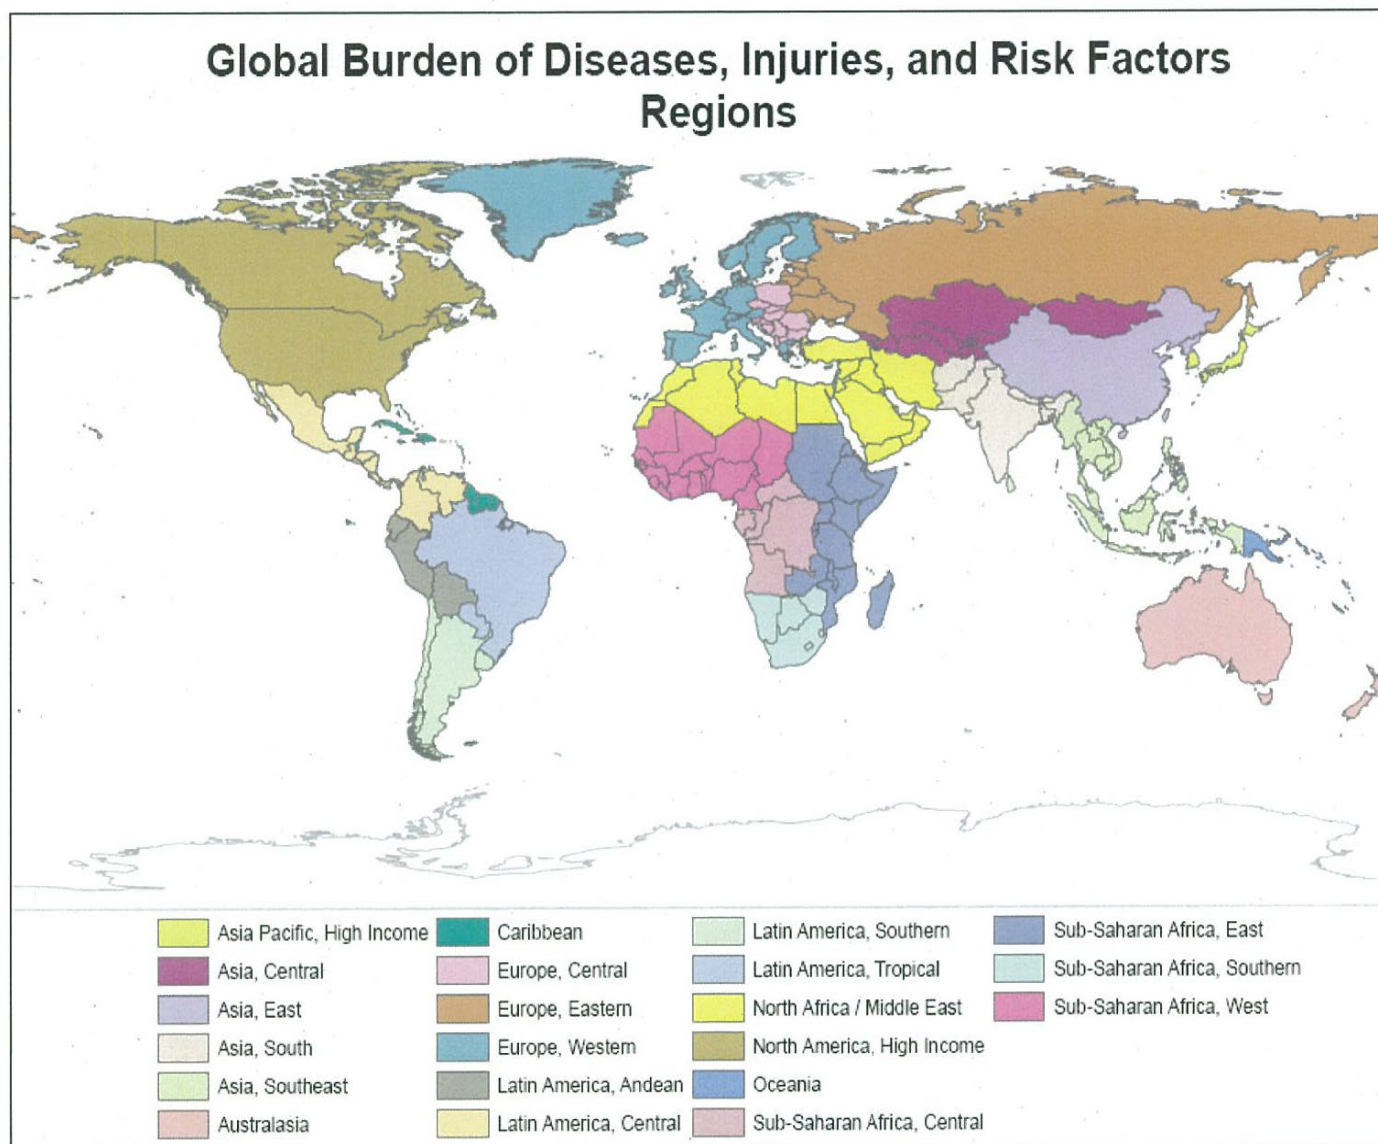 Global Burden of Diseases, Injuries, and Risk Factors
Regions
Asia Pacific, High Income
Asia, Central
Asia, East
Asia, South
Asia, Southeast
Australasia
Caribbean
Europe, Central
Europe, Eastern
Europe, Western
Latin America, Andean
Latin America, Central
Latin America, Southern
Latin America, Tropical
North Africa / Middle East
North America, High Income
Oceania
Sub-Saharan Africa, Central
Sub-Saharan Africa, East
Sub-Saharan Africa, Southern
Sub-Saharan Africa, West